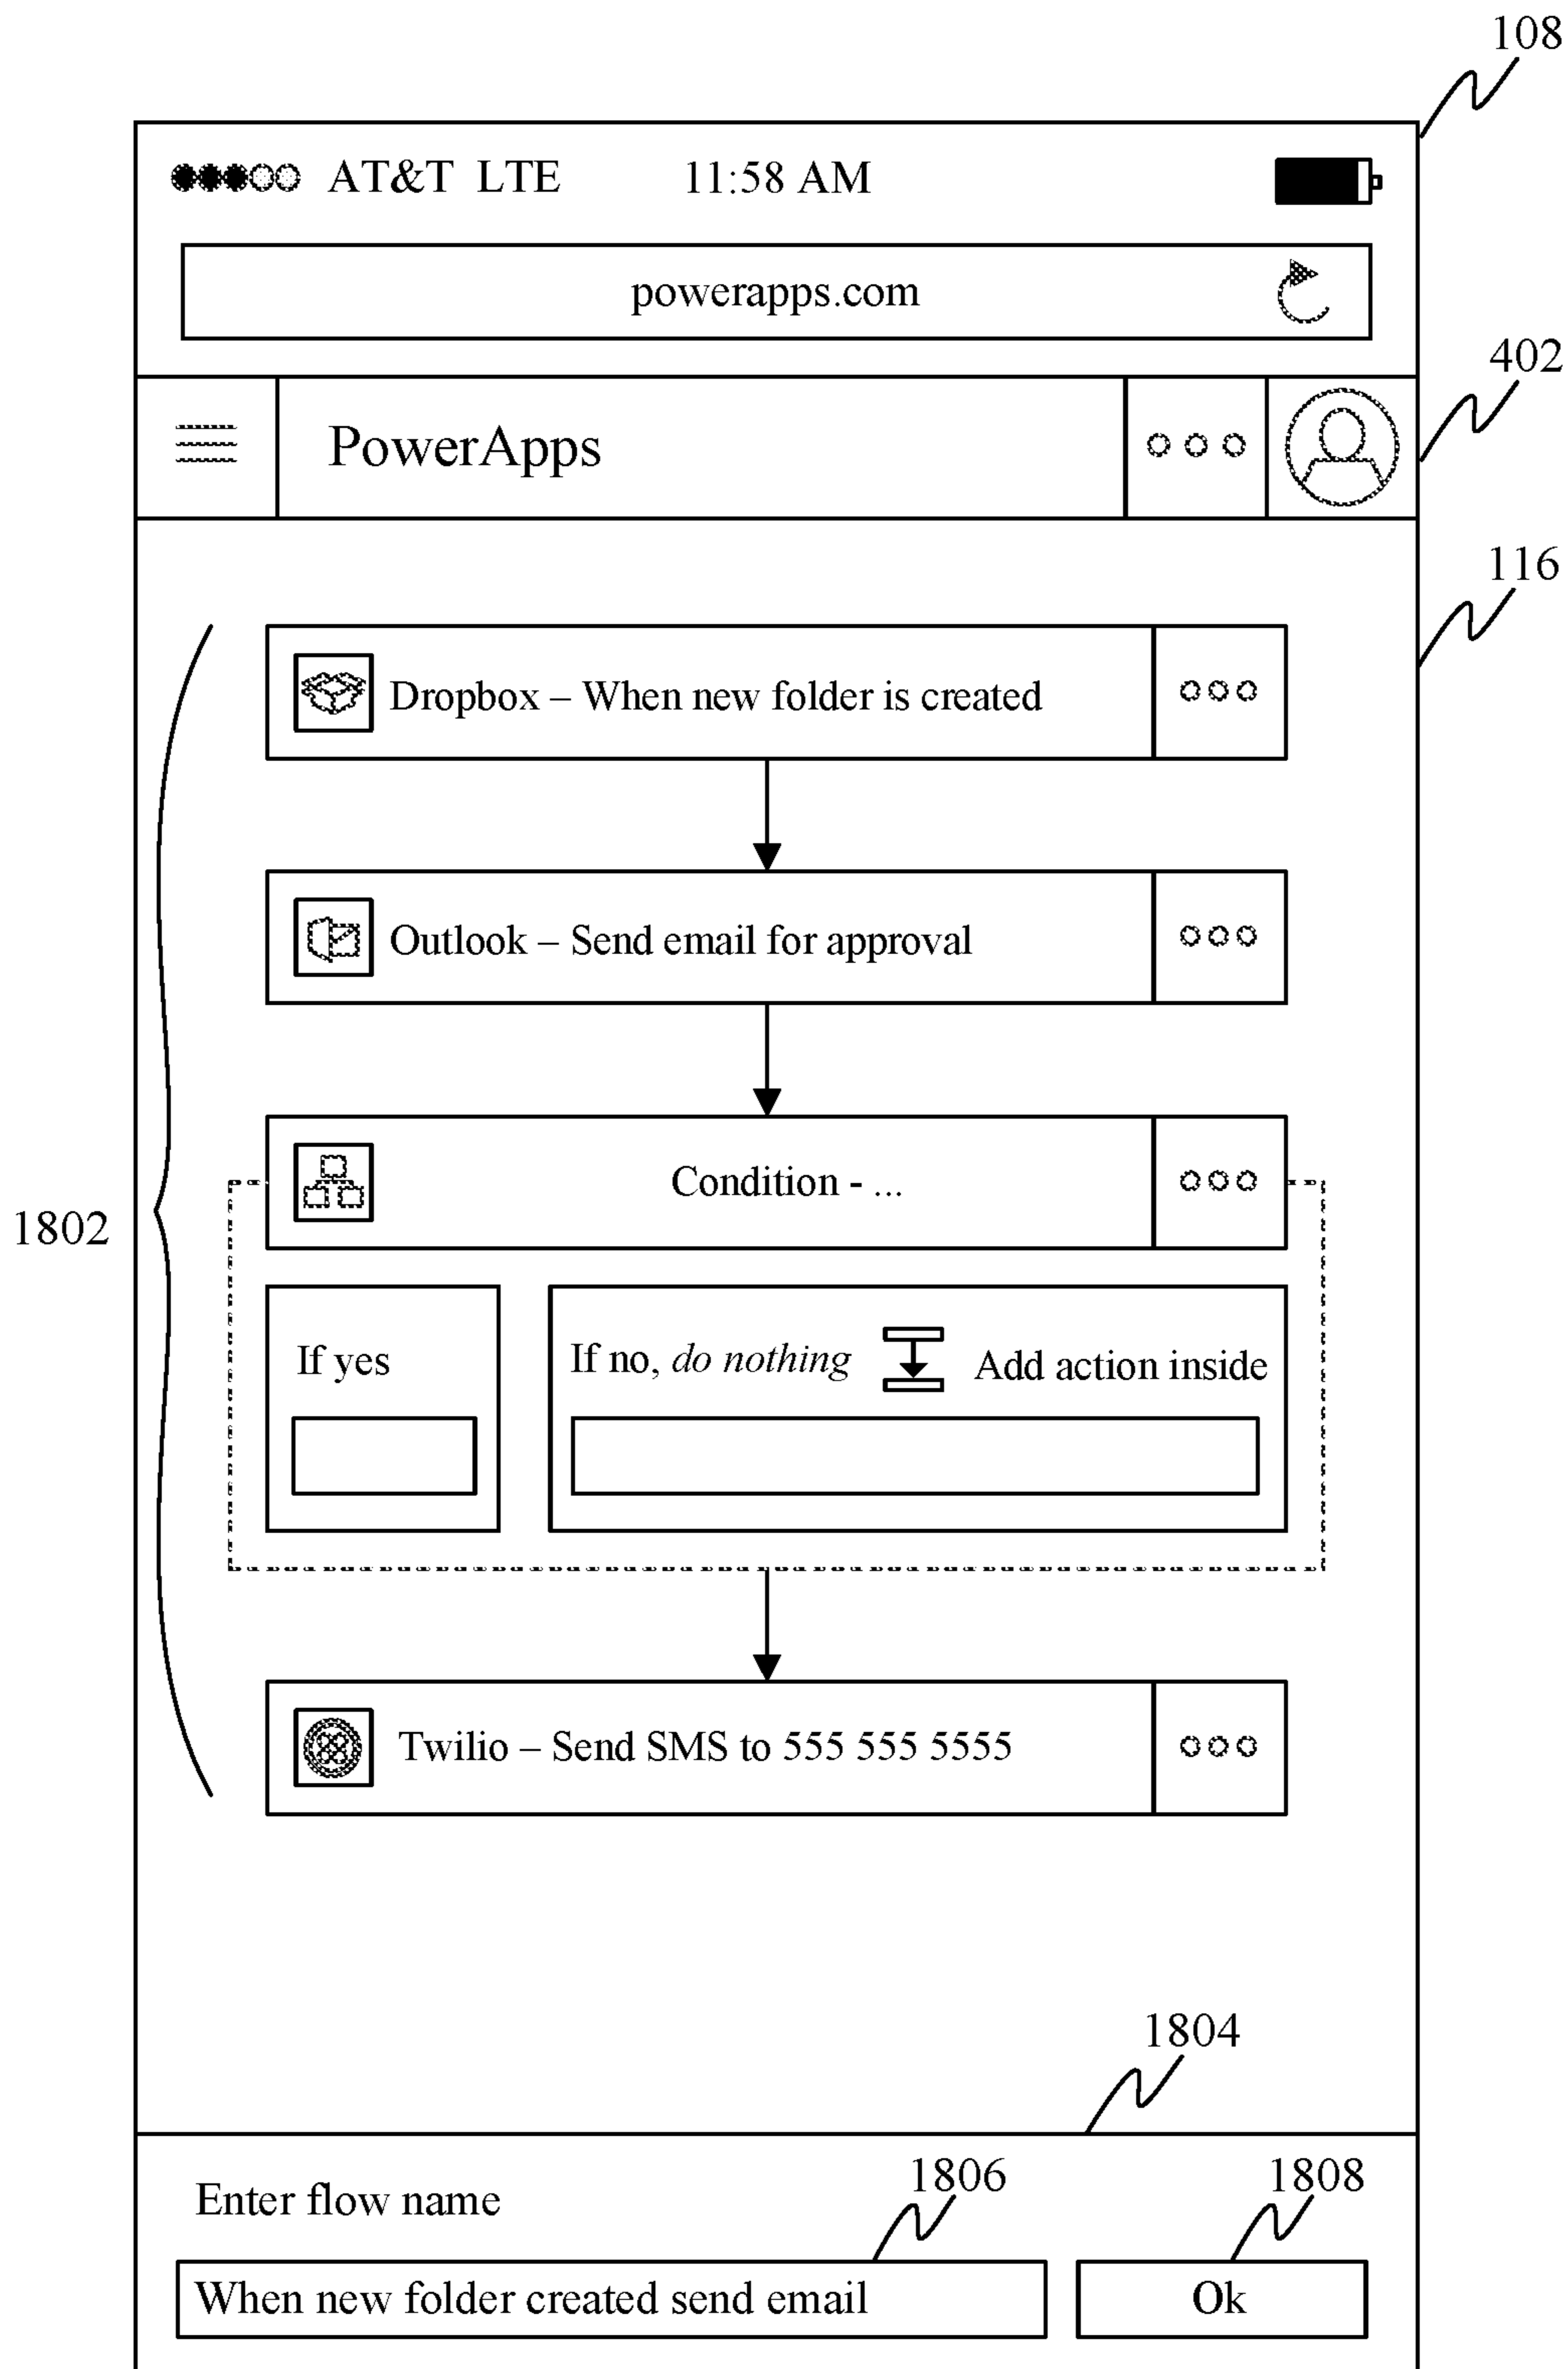 108
AT&T LTE 11:58 AM
powerapps.com
402
PowerApps
116
Dropbox – When new folder is created
Outlook – Send email for approval
Condition - ...
1802
If yes
If no, do nothing
Add action inside
Twilio – Send SMS to 555 555 5555
1804
Enter flow name
1806
1808
When new folder created send email
Ok